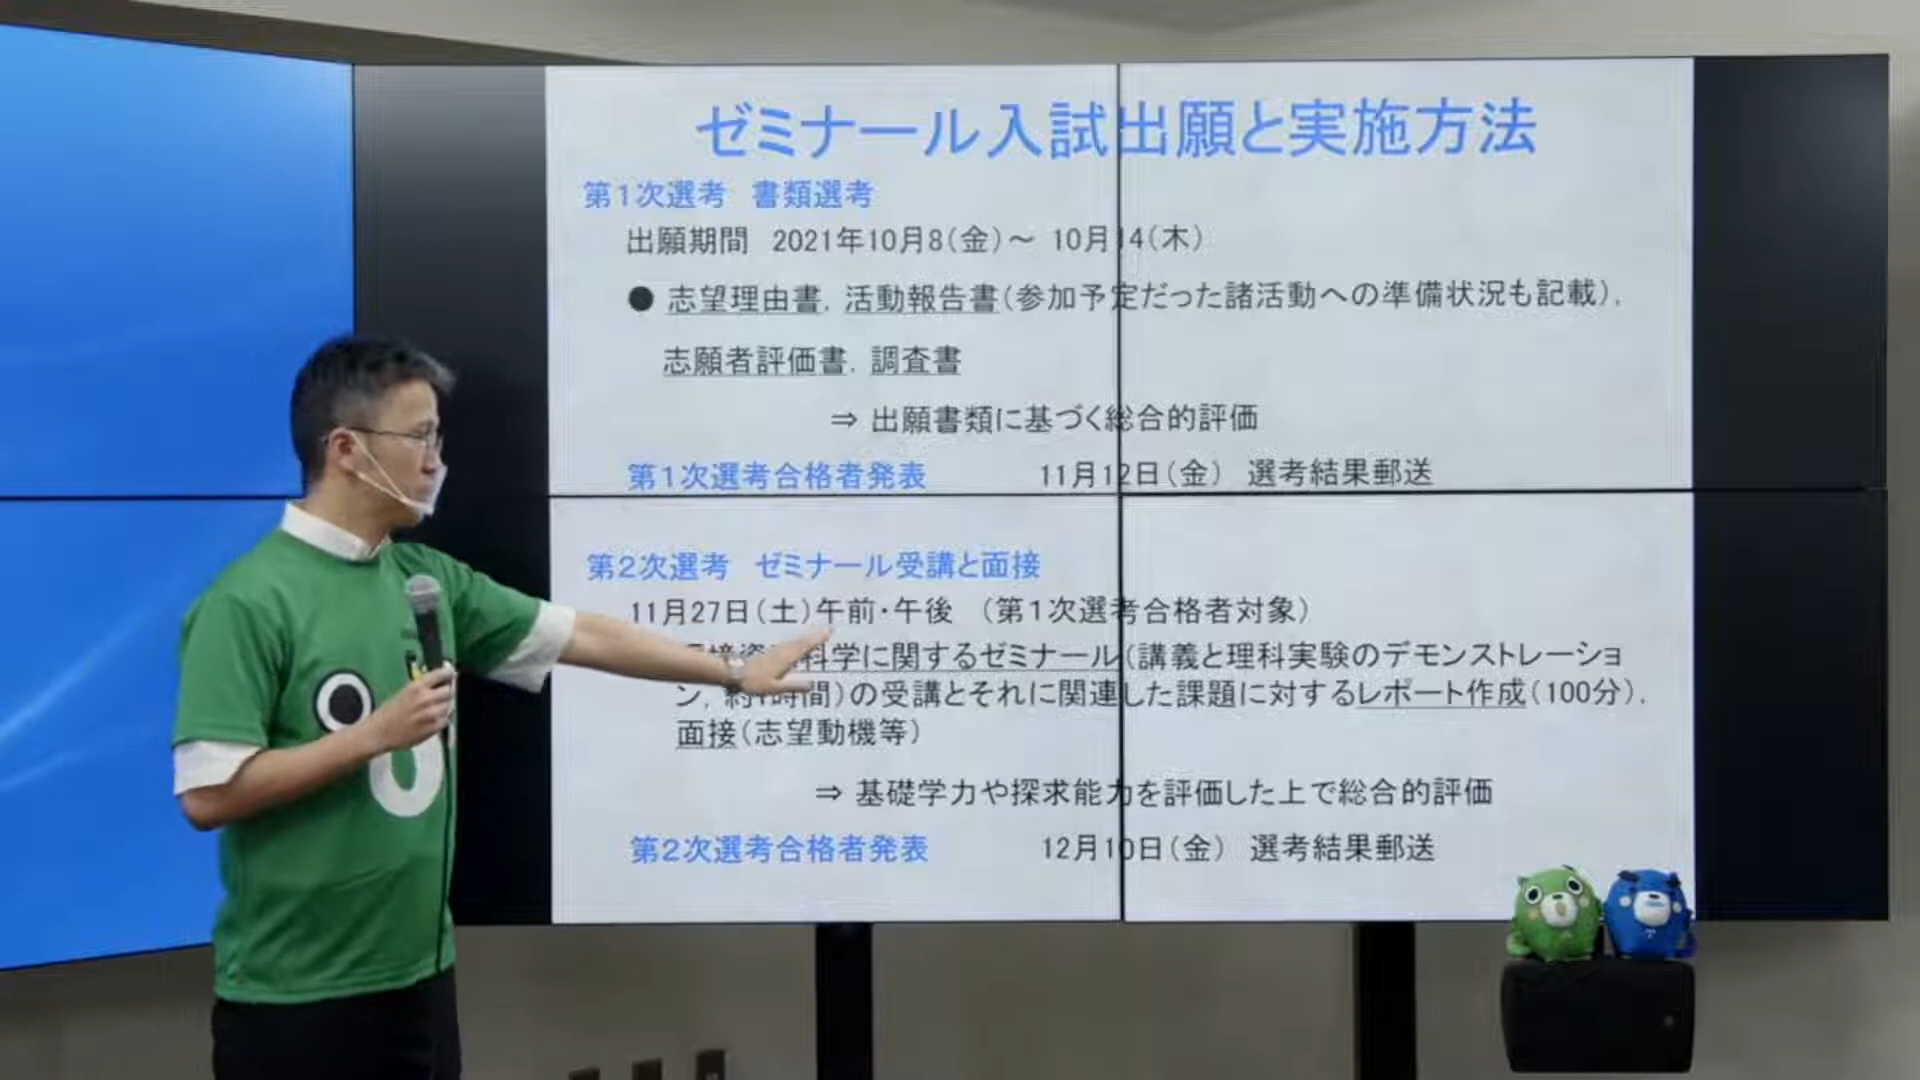 ゼミナール入試出願と実施方法
第1次選考 書類選考
出願期間 2021年10月8(金)～ 10月14(木)
● 志望理由書, 活動報告書(参加予定だった諸活動への準備状況も記載),
志願者評価書, 調査書
⇒ 出願書類に基づく総合的評価
第1次選考合格者発表 11月12日(金) 選考結果郵送
第2次選考 ゼミナール受講と面接
11月27日(土)午前・午後 (第1次選考合格者対象)
科学に関するゼミナール(講義と理科実験のデモンストレーショ
ン, 約1時間)の受講とそれに関連した課題に対するレポート作成(100分),
面接(志望動機等)
⇒ 基礎学力や探求能力を評価した上で総合的評価
第2次選考合格者発表 12月10日(金) 選考結果郵送